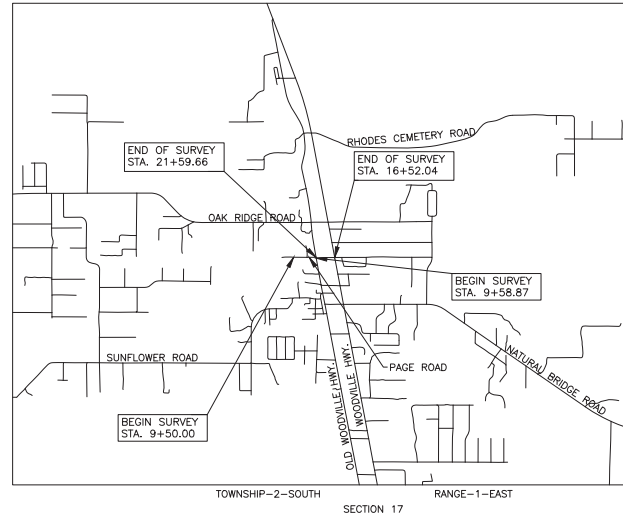 RHODES CEMETERY ROAD
END OF SURVEY
STA. 21+59.66
END OF SURVEY
STA. 16+52.04
OAK RIDGE ROAD
BEGIN SURVEY
STA. 9+58.87
SUNFLOWER ROAD
PAGE ROAD
NATURAL BRIDGE ROAD
OLD WOODVILLE HWY.
WOODVILLE HWY.
BEGIN SURVEY
STA. 9+50.00
TOWNSHIP-2-SOUTH
RANGE-1-EAST
SECTION 17